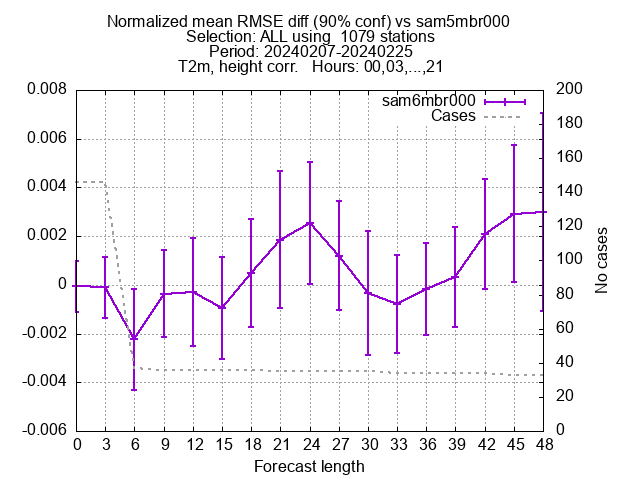 Normalized mean RMSE diff (90% conf) vs sam5mbr000
Selection: ALL using  1079 stations
Period: 20240207-20240225
T2m, height corr.   Hours: 00,03,...,21
sam6mbr000
Cases
0.008
0.006
0.004
0.002
0
-0.002
-0.004
-0.006
200
180
160
140
120
100
80
60
40
20
0
No cases
0 3 6 9 12 15 18 21 24 27 30 33 36 39 42 45 48
Forecast length